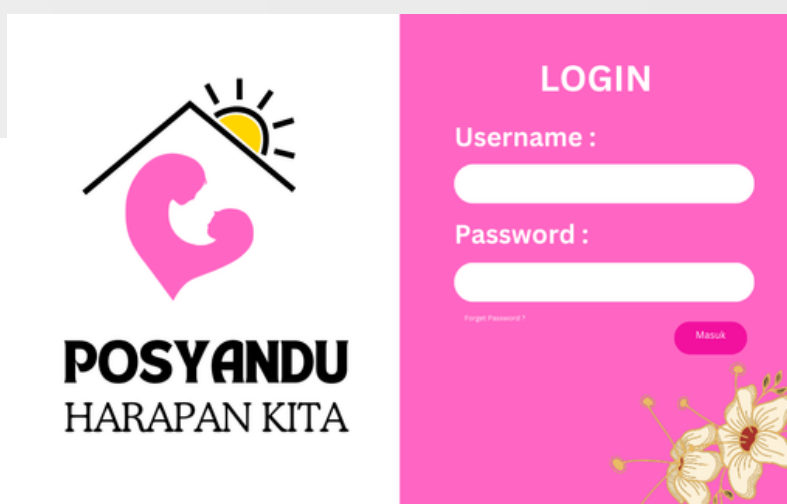 POSYANDU
HARAPAN KITA
LOGIN
Username :
Password :
Forget Password ?
Masuk